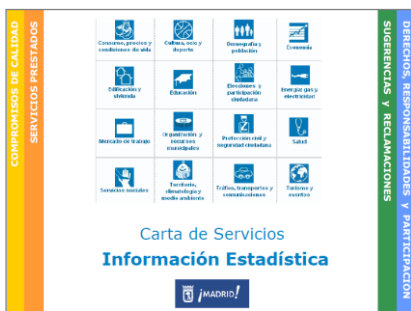 COMPROMISOS DE CALIDAD
SERVICIOS PRESTADOS
Consumo, precios y
condiciones de vida
Cultura, ocio y
deporte
Demografía y
población
Economía
Edificación y
vivienda
Educación
Elecciones y
participación
ciudadana
Energía: gas y
electricidad
Mercado de trabajo
Organización y
recursos
municipales
Protección civil y
seguridad ciudadana
Salud
Servicios sociales
Territorio,
climatología y
medio ambiente
Tráfico, transportes y
comunicaciones
Turismo y
eventos
Carta de Servicios
Información Estadística
¡MADRID!
SUGERENCIAS y RECLAMACIONES
DERECHOS, RESPONSABILIDADES y PARTICIPACIÓN